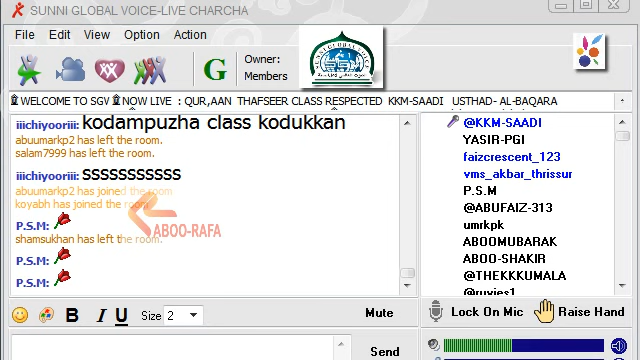 SUNNI GLOBAL VOICE-LIVE CHARCHA
File Edit View Option Action
G Owner:
Members
WELCOME TO SGV NOW LIVE : QUR,AAN THAFSEER CLASS RESPECTED KKM-SAADI USTHAD- AL-BAQARA
iiichiyooriii: kodampuzha class kodukkan
abuumarkp2 has left the room.
salam7999 has left the room.
iiichiyooriii: sssssssssss
abuumarkp2 has joined the room
koyabh has joined the room
P.S.M:
shamsukhan has left the room.
P.S.M:
P.S.M:
ABOO-RAFA
@KKM-SAADI
YASIR-PGI
faizcrescent_123
vms_akbar_thrissur
P.S.M
@ABUFAIZ-313
umrkpk
ABOOMUBARAK
ABOO-SHAKIR
@THEKKKUMALA
@ruvies1
B I U Size 2 Mute
Lock On Mic Raise Hand
Send